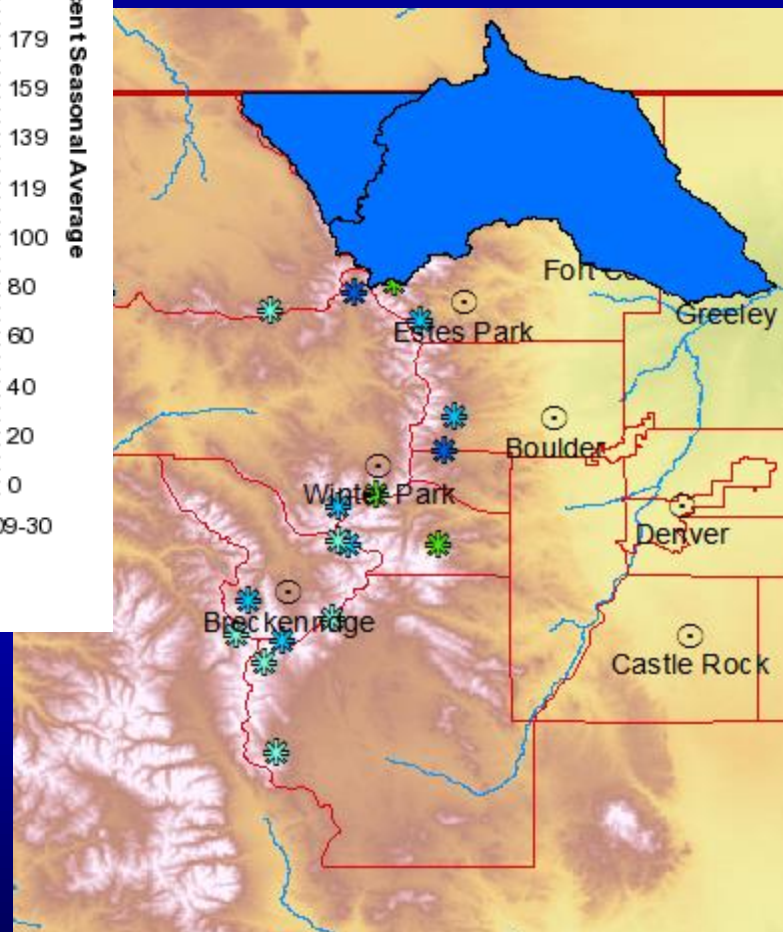 179
159
139
119
100
80
60
40
20
0
09-30
Seasonal Average
Fort
Greeley
Estes Park
Boulder
Winter Park
Denver
Breckenridge
Castle Rock